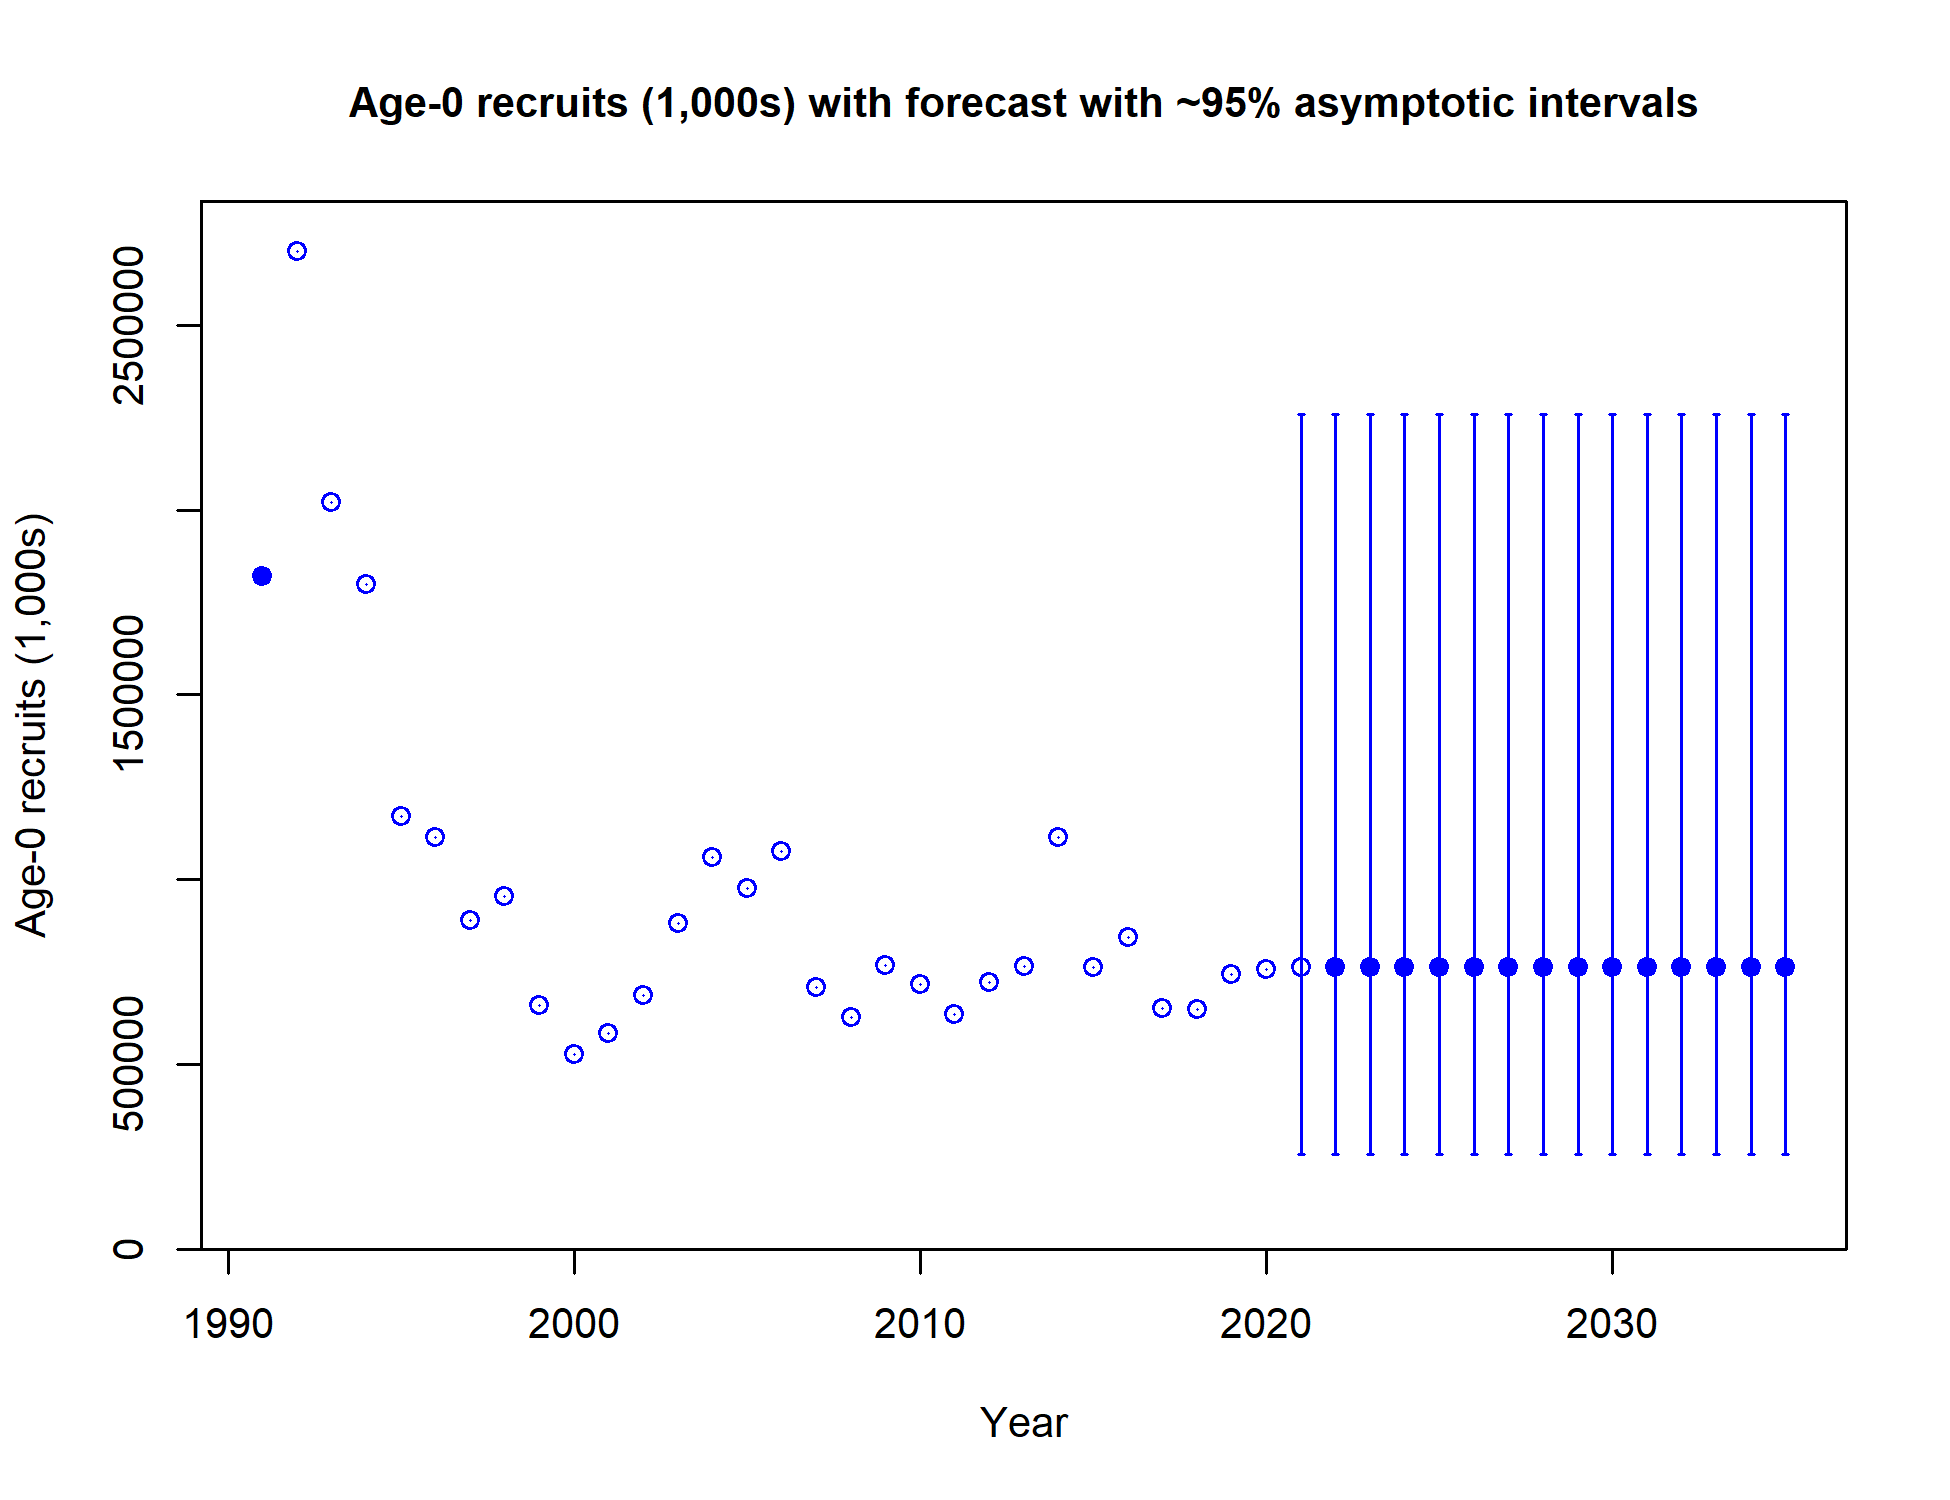 Age-0 recruits (1,000s) with forecast with ~95% asymptotic intervals
Age-0 recruits (1,000s)
2500000
1500000
500000
0
1990 2000 2010 2020 2030
Year